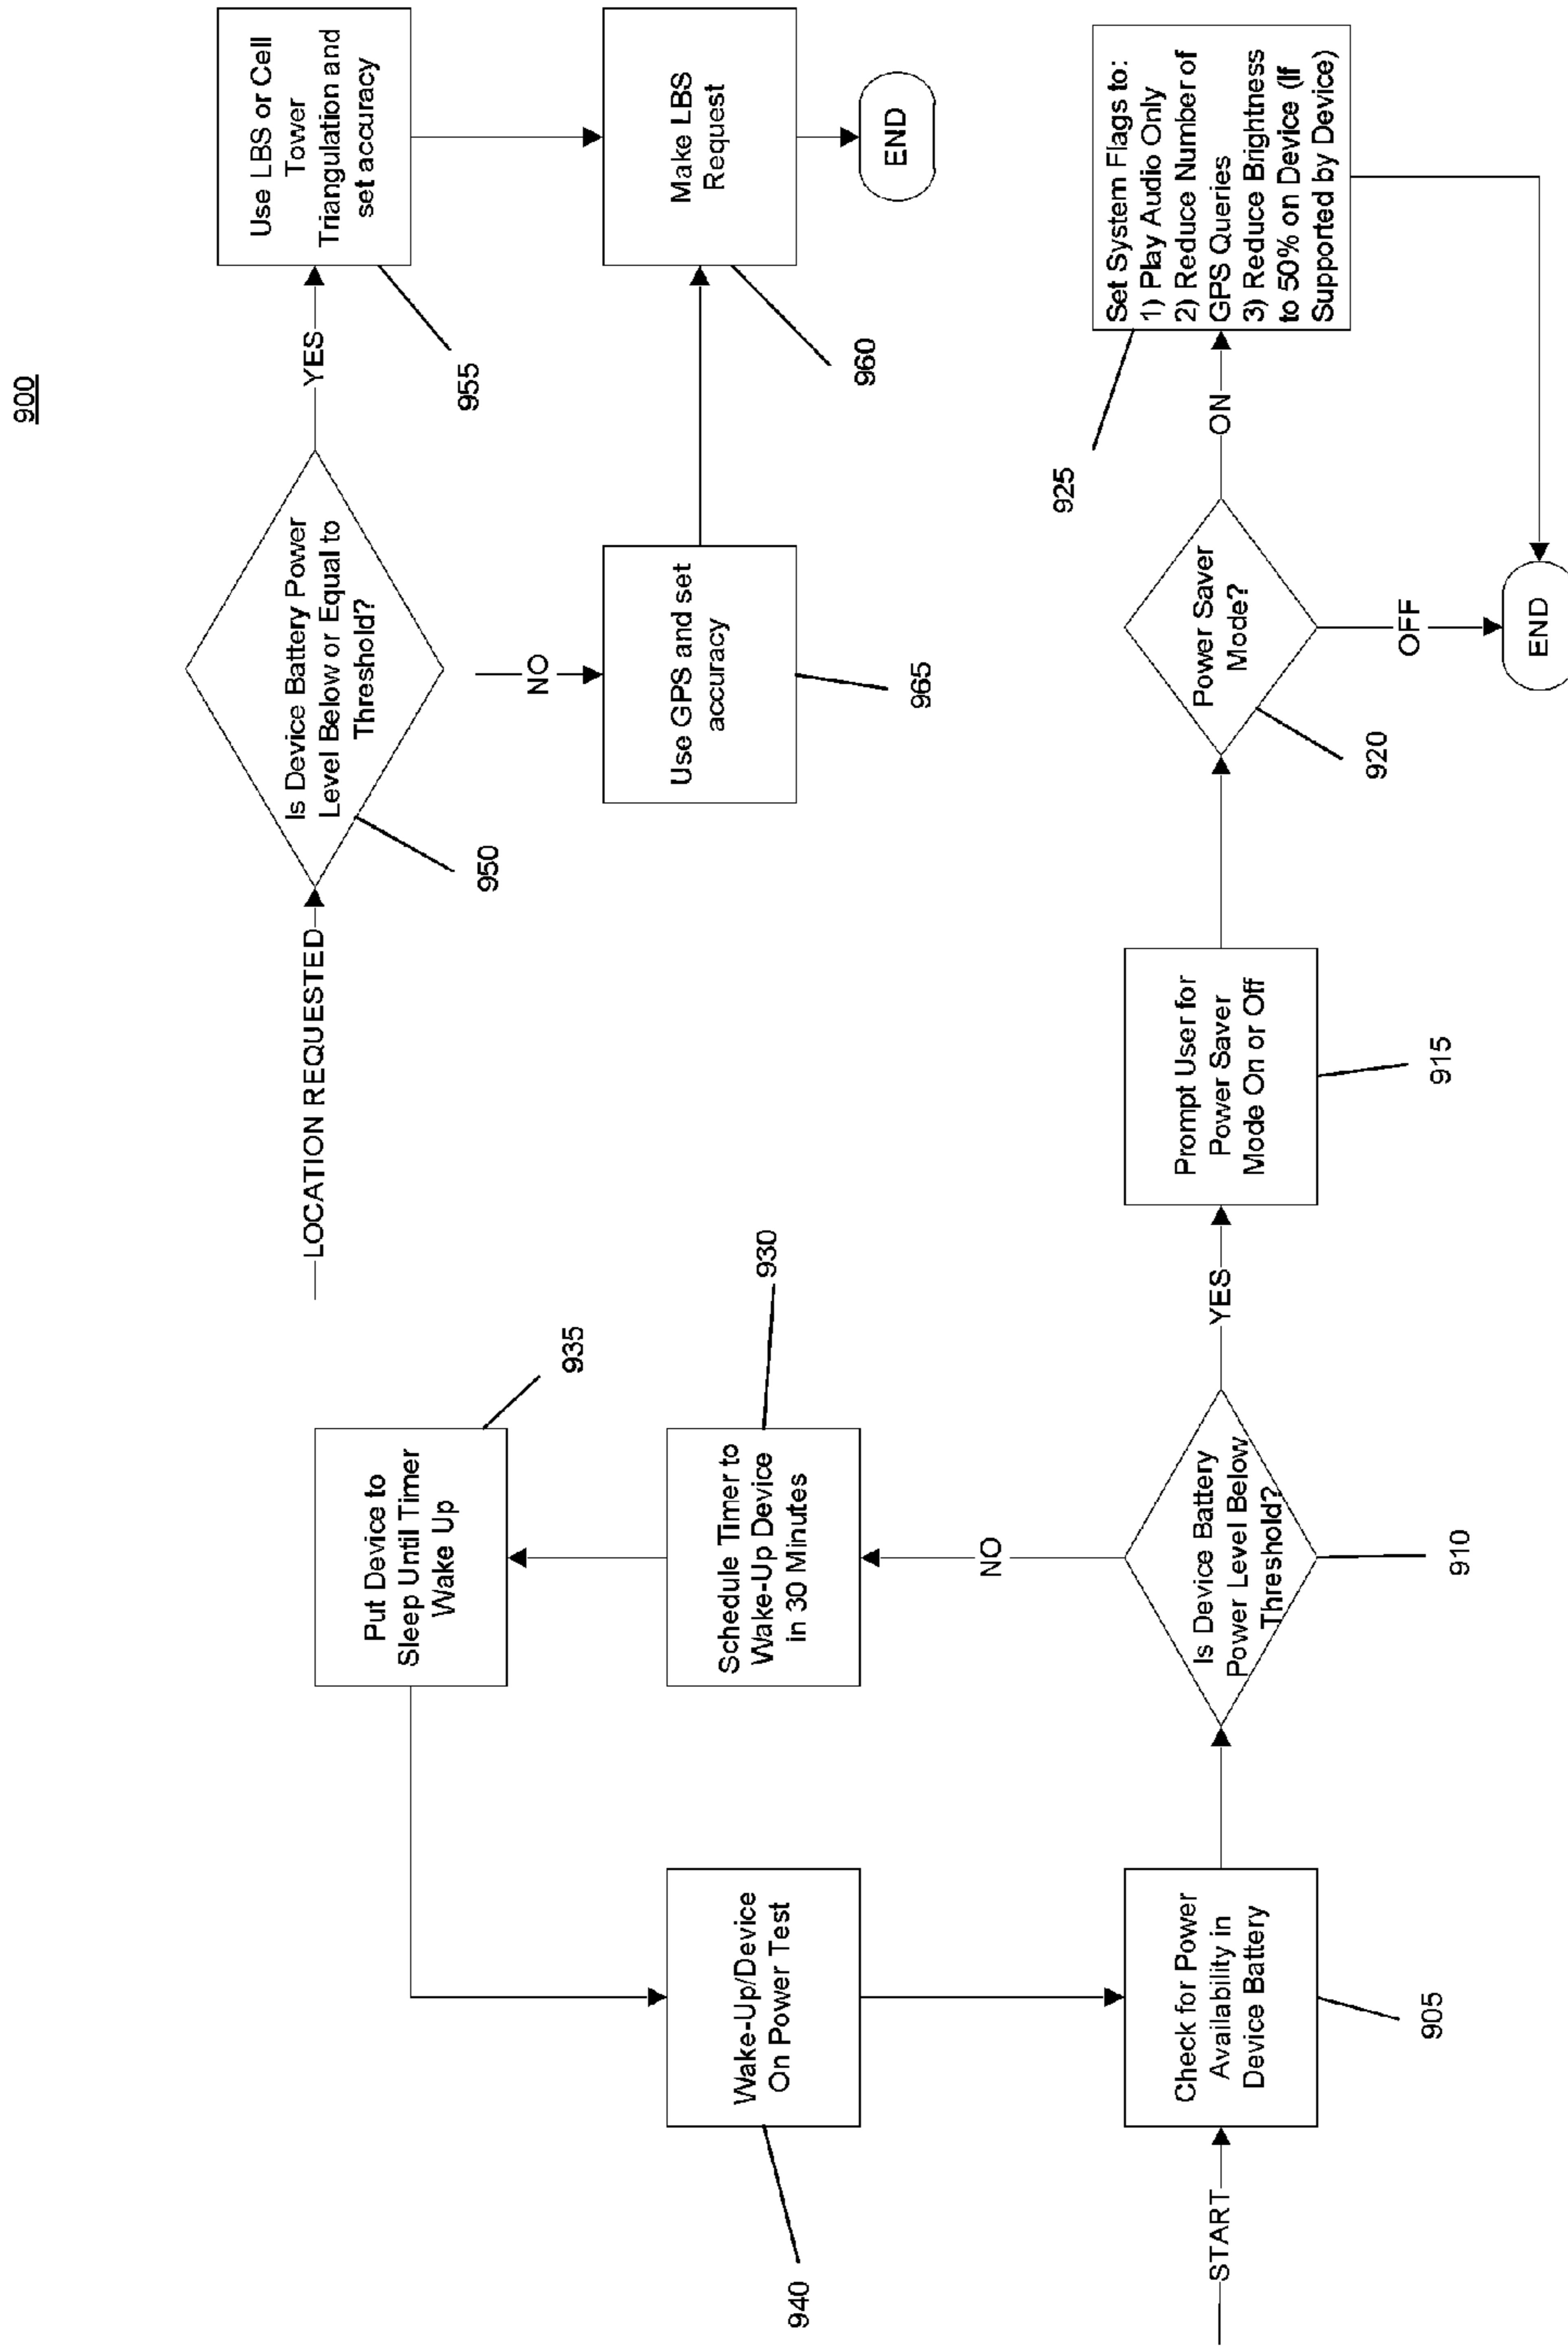 900
LOCATION REQUESTED
Is Device Battery Power
Level Below or Equal to
Threshold?
950
YES
Use LBS or Cell
Tower
Triangulation and
set accuracy
955
NO
Use GPS and set
accuracy
965
Make LBS
Request
960
END
START
Check for Power
Availability in
Device Battery
905
Is Device Battery
Power Level Below
Threshold?
910
NO
Schedule Timer to
Wake-Up Device
in 30 Minutes
930
Put Device to
Sleep Until Timer
Wake Up
935
Wake-Up/Device
On Power Test
940
YES
Prompt User for
Power Saver
Mode On or Off
915
Power Saver
Mode?
920
ON
Set System Flags to:
1) Play Audio Only
2) Reduce Number of
GPS Queries
3) Reduce Brightness
to 50% on Device (If
Supported by Device)
925
OFF
END